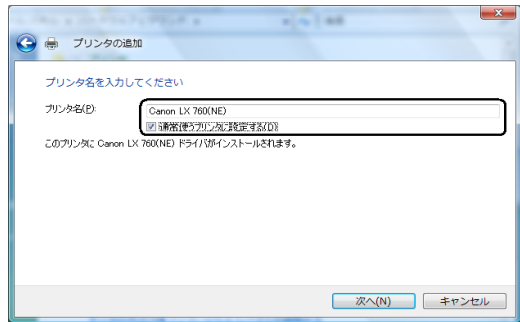 プリンタの追加
プリンタ名を入力してください
プリンタ名(P):
Canon LX 760(NE)
通常使うプリンタに設定する(D)
このプリンタに Canon LX 760(NE) ドライバがインストールされます。
次へ(N)
キャンセル